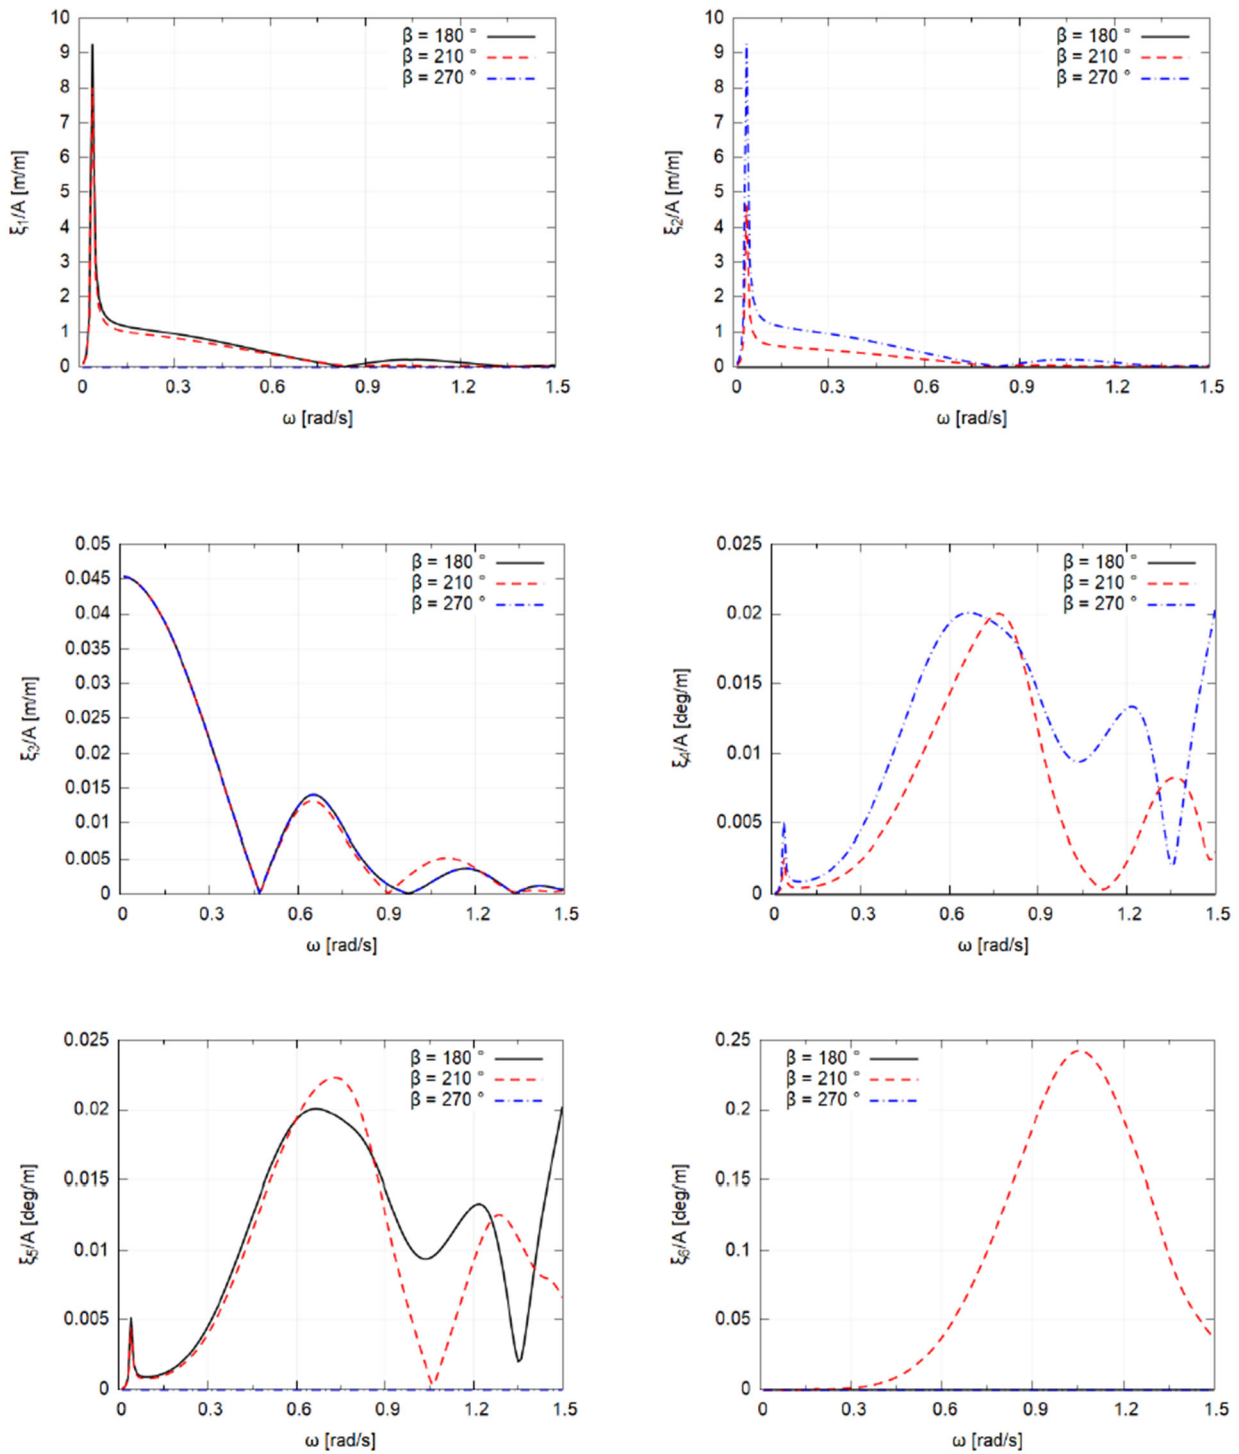 10
9
8
7
6
5
4
3
2
1
0
ξ1/A [m/m]
β = 180 °
β = 210 °
β = 270 °
0 0.3 0.6 0.9 1.2 1.5
ω [rad/s]
10
9
8
7
6
5
4
3
2
1
0
ξ2/A [m/m]
β = 180 °
β = 210 °
β = 270 °
0 0.3 0.6 0.9 1.2 1.5
ω [rad/s]
0.05
0.045
0.04
0.035
0.03
0.025
0.02
0.015
0.01
0.005
0
ξ3/A [m/m]
β = 180 °
β = 210 °
β = 270 °
0 0.3 0.6 0.9 1.2 1.5
ω [rad/s]
0.025
0.02
0.015
0.01
0.005
0
ξ4/A [deg/m]
β = 180 °
β = 210 °
β = 270 °
0 0.3 0.6 0.9 1.2 1.5
ω [rad/s]
0.025
0.02
0.015
0.01
0.005
0
ξ5/A [deg/m]
β = 180 °
β = 210 °
β = 270 °
0 0.3 0.6 0.9 1.2 1.5
ω [rad/s]
0.25
0.2
0.15
0.1
0.05
0
ξ6/A [deg/m]
β = 180 °
β = 210 °
β = 270 °
0 0.3 0.6 0.9 1.2 1.5
ω [rad/s]